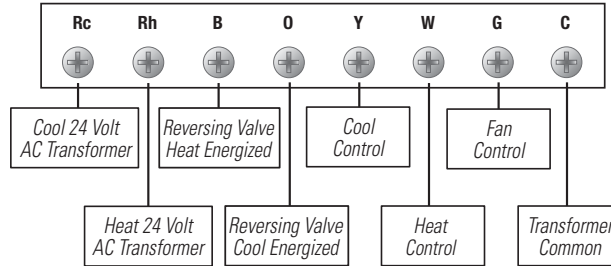 Rc Rh B O Y W G C
Cool 24 Volt
AC Transformer
Reversing Valve
Heat Energized
Cool
Control
Fan
Control
Heat 24 Volt
AC Transformer
Reversing Valve
Cool Energized
Heat
Control
Transformer
Common